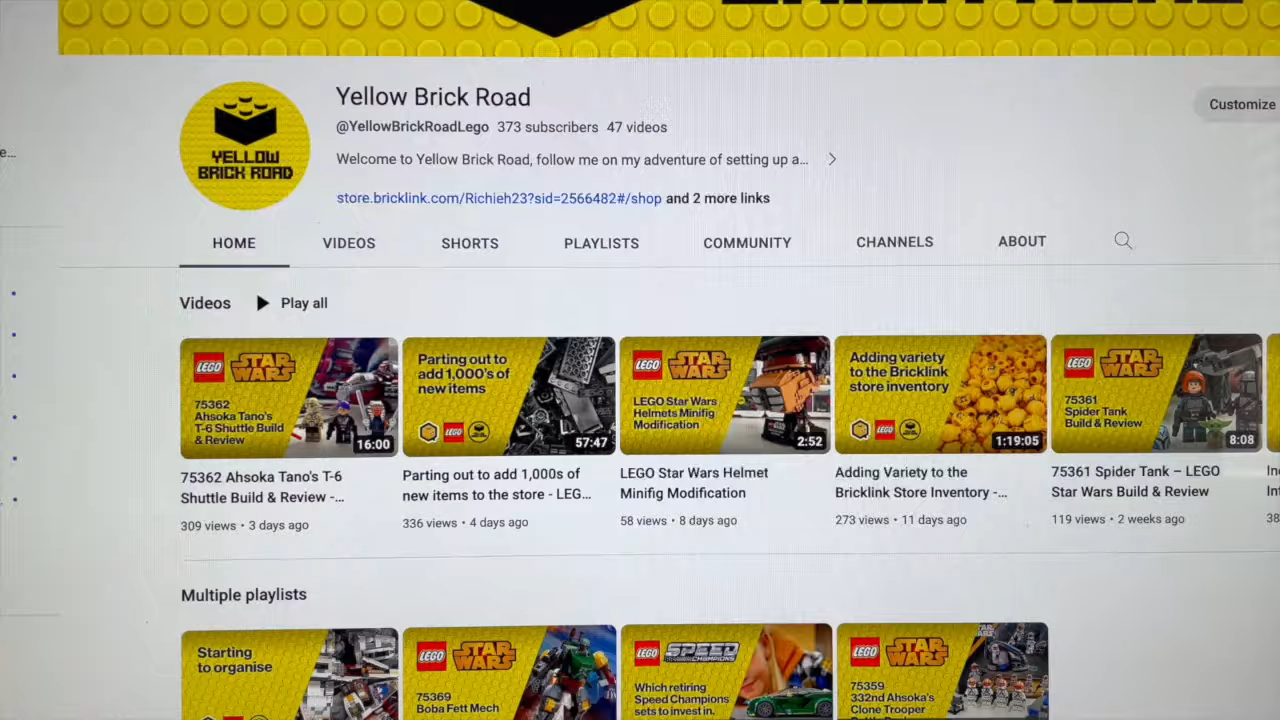 Yellow Brick Road
@YellowBrickRoadLego 373 subscribers 47 videos
Customize
e...
YELLOW
BRICK ROAD
Welcome to Yellow Brick Road, follow me on my adventure of setting up a...
store.bricklink.com/Richieh23?sid=2566482#/shop and 2 more links
HOME VIDEOS SHORTS PLAYLISTS COMMUNITY CHANNELS ABOUT
Videos Play all
LEGO STAR WARS
75362
Ahsoka Tano's
T-6 Shuttle Build
& Review
16:00
75362 Ahsoka Tano's T-6
Shuttle Build & Review -...
309 views • 3 days ago
Parting out to
add 1,000's of
new items
LEGO
57:47
Parting out to add 1,000s of
new items to the store - LEG...
336 views • 4 days ago
LEGO STAR WARS
LEGO Star Wars
Helmets Minifig
Modification
2:52
LEGO Star Wars Helmet
Minifig Modification
58 views • 8 days ago
Adding variety
to the Bricklink
store inventory
LEGO
1:19:05
Adding Variety to the
Bricklink Store Inventory -...
273 views • 11 days ago
LEGO STAR WARS
75361
Spider Tank
Build & Review
8:08
75361 Spider Tank – LEGO
Star Wars Build & Review
119 views • 2 weeks ago
38
Multiple playlists
Starting
to organise
LEGO STAR WARS
75369
Boba Fett Mech
LEGO SPEED CHAMPIONS
Which retiring
Speed Champions
sets to invest in.
LEGO STAR WARS
75359
332nd Ahsoka's
Clone Trooper